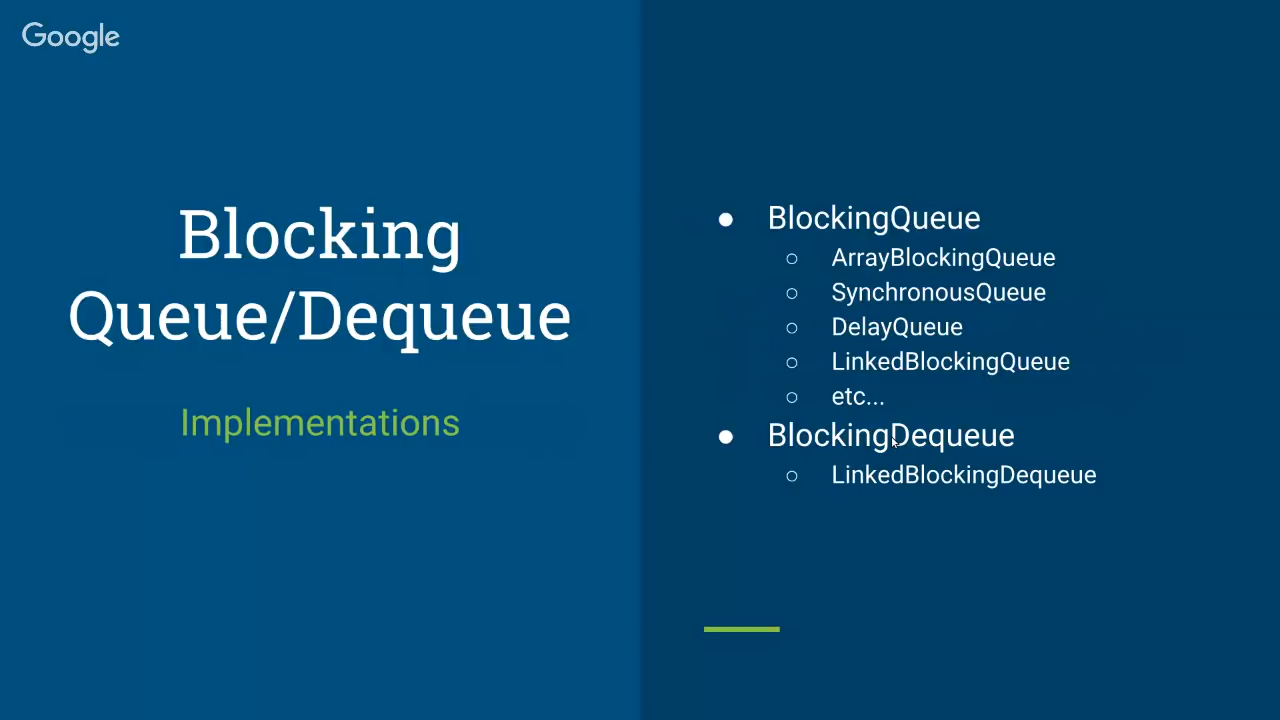 Google
Blocking
Queue/Dequeue
Implementations
● BlockingQueue
○ ArrayBlockingQueue
○ SynchronousQueue
○ DelayQueue
○ LinkedBlockingQueue
○ etc...
● BlockingDequeue
○ LinkedBlockingDequeue